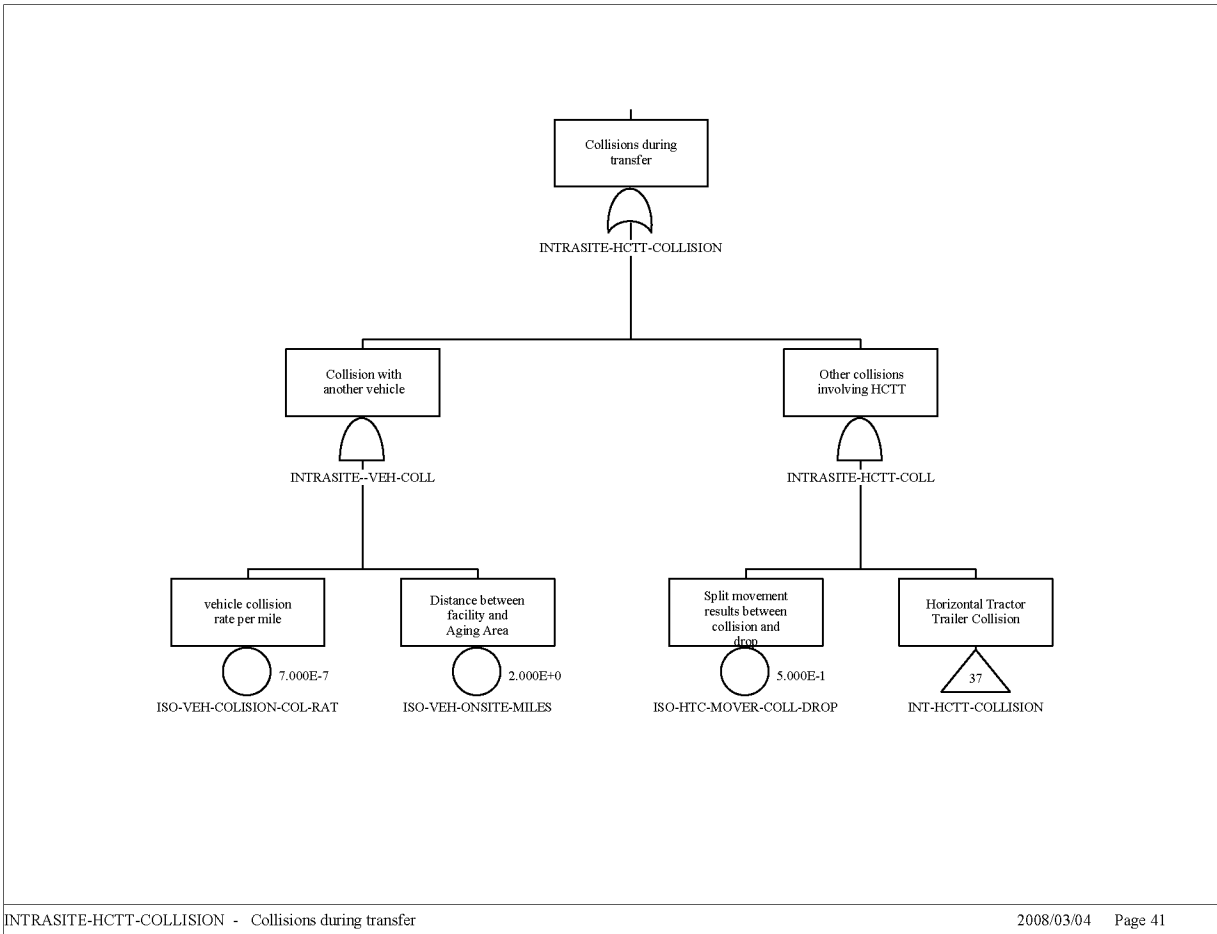 Collisions during
transfer
INTRASITE-HCTT-COLLISION
Collision with
another vehicle
INTRASITE--VEH-COLL
Other collisions
involving HCTT
INTRASITE-HCTT-COLL
vehicle collision
rate per mile
7.000E-7
ISO-VEH-COLISION-COL-RAT
Distance between
facility and
Aging Area
2.000E+0
ISO-VEH-ONSITE-MILES
Split movement
results between
collision and
drop
5.000E-1
ISO-HTC-MOVER-COLL-DROP
Horizontal Tractor
Trailer Collision
37
INT-HCTT-COLLISION
INTRASITE-HCTT-COLLISION - Collisions during transfer
2008/03/04 Page 41